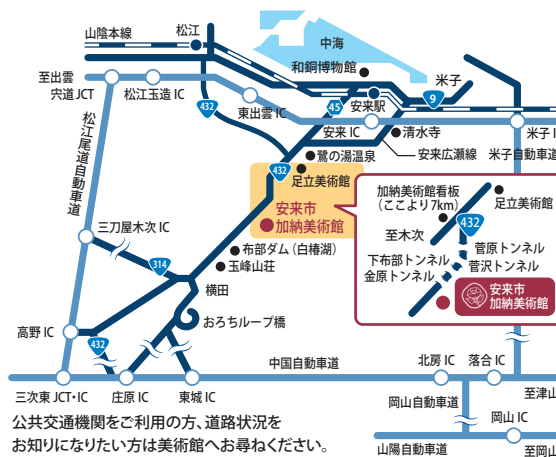 山陰本線
松江
中海
和鋼博物館
米子
至出雲
宍道JCT
松江玉造 IC
432
東出雲 IC
45
安来駅
9
安来 IC
清水寺
安来広瀬線
米子 I
米子自動車道
松江尾道自動車道
鷺の湯温泉
432
足立美術館
安来市
加納美術館
加納美術館看板
(ここより7km)
足立美術館
至木次
432
菅原トンネル
下布部トンネル
菅沢トンネル
金原トンネル
安来市
加納美術館
三刀屋木次 IC
314
布部ダム(白椿湖)
玉峰山荘
横田
おろちループ橋
高野 IC
432
中国自動車道
北房 IC
落合 IC
三次東 JCT・IC
庄原 IC
東城 IC
至津山
岡山自動車道
岡山 IC
山陽自動車道
至岡山
公共交通機関をご利用の方、道路状況を
お知りになりたい方は美術館へお尋ねください。